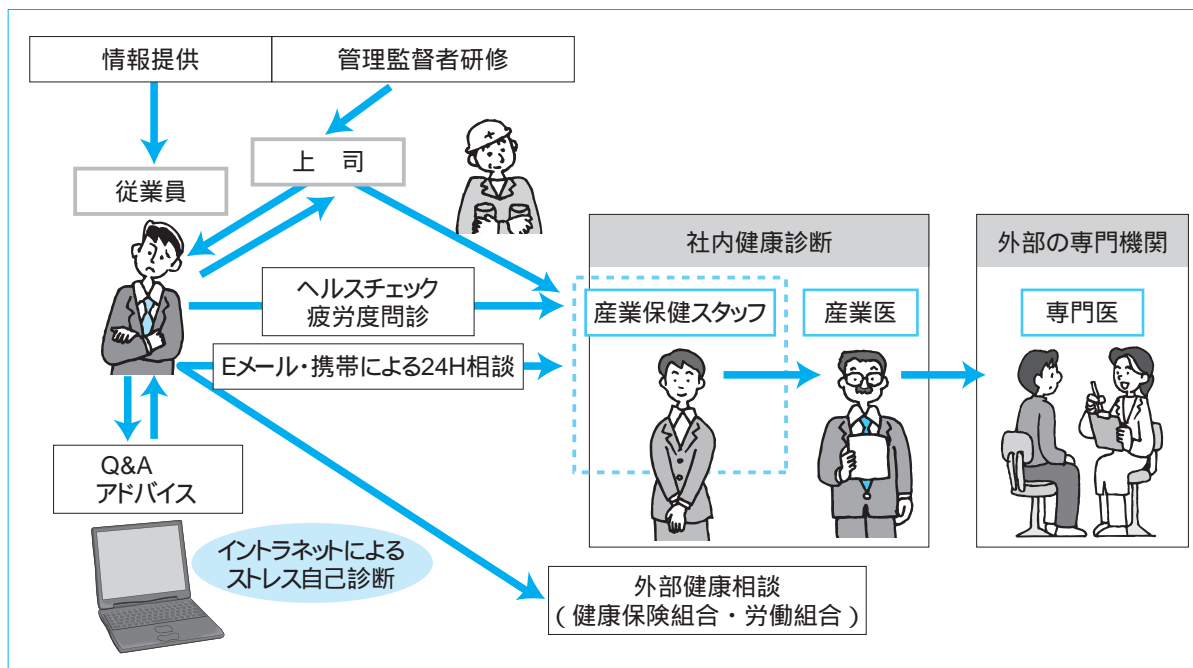 情報提供
管理監督者研修
上　司
従業員
社内健康診断
外部の専門機関
ヘルスチェック
疲労度問診
産業保健スタッフ
産業医
専門医
Eメール・携帯による24H相談
Q&A
アドバイス
イントラネットによる
ストレス自己診断
外部健康相談
（健康保険組合・労働組合）